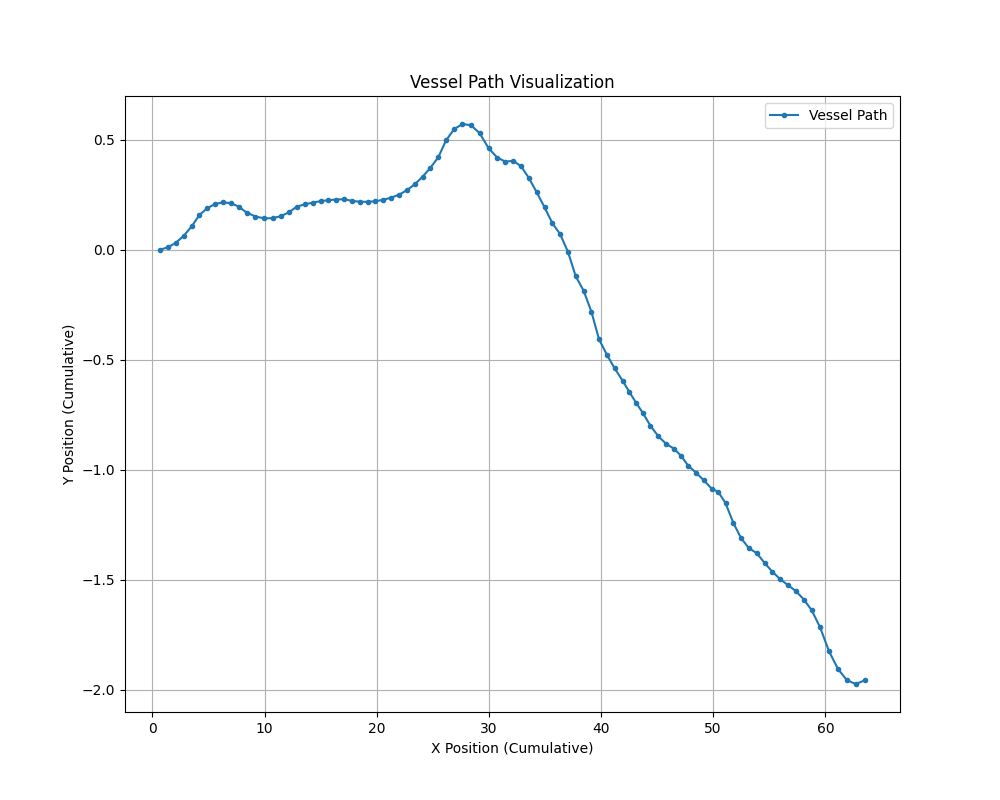 Vessel Path Visualization
Vessel Path
0.5
0.0
−0.5
−1.0
−1.5
−2.0
Y Position (Cumulative)
0 10 20 30 40 50 60
X Position (Cumulative)